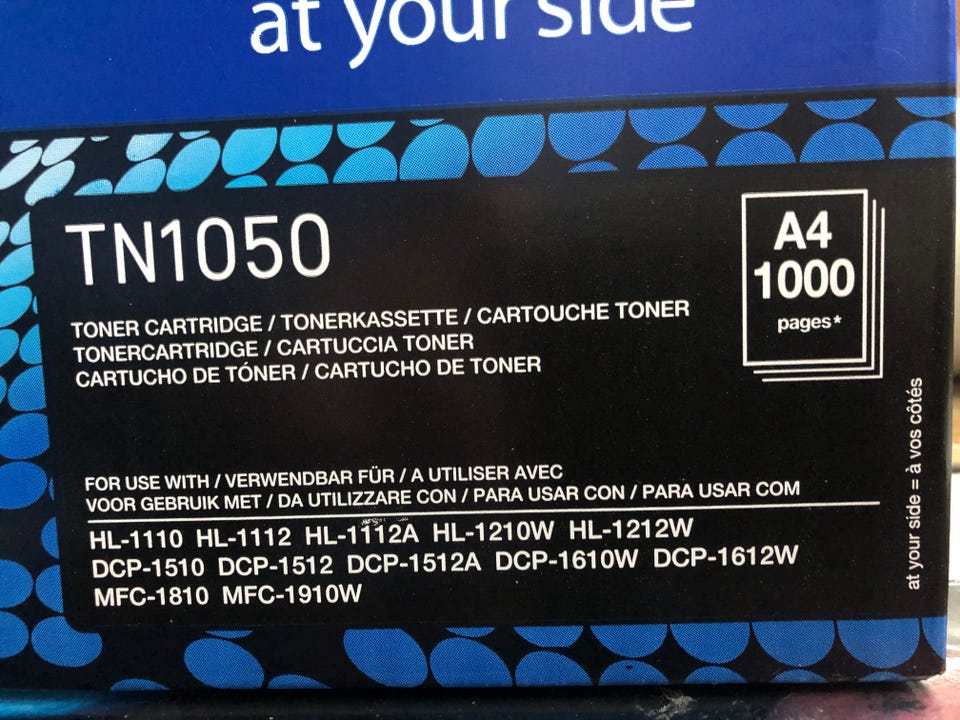 at your side
TN1050
A4
1000
pages*
TONER CARTRIDGE / TONERKASSETTE / CARTOUCHE TONER
TONERCARTRIDGE / CARTUCCIA TONER
CARTUCHO DE TÓNER / CARTUCHO DE TONER
FOR USE WITH / VERWENDBAR FÜR / A UTILISER AVEC
VOOR GEBRUIK MET / DA UTILIZZARE CON / PARA USAR CON / PARA USAR COM
HL-1110 HL-1112 HL-1112A HL-1210W HL-1212W
DCP-1510 DCP-1512 DCP-1512A DCP-1610W DCP-1612W
MFC-1810 MFC-1910W
at your side = à vos côtés